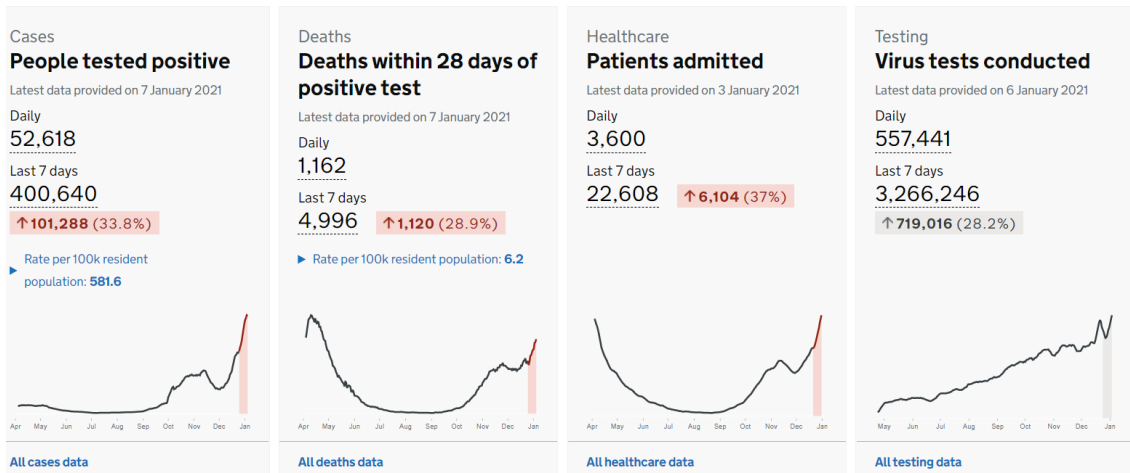 Cases
People tested positive
Latest data provided on 7 January 2021
Daily
52,618
Last 7 days
400,640
↑ 101,288 (33.8%)
▶ Rate per 100k resident
population: 581.6
Apr May Jun Jul Aug Sep Oct Nov Dec Jan
All cases data
Deaths
Deaths within 28 days of
positive test
Latest data provided on 7 January 2021
Daily
1,162
Last 7 days
4,996 ↑ 1,120 (28.9%)
▶ Rate per 100k resident population: 6.2
Apr May Jun Jul Aug Sep Oct Nov Dec Jan
All deaths data
Healthcare
Patients admitted
Latest data provided on 3 January 2021
Daily
3,600
Last 7 days
22,608 ↑ 6,104 (37%)
Apr May Jun Jul Aug Sep Oct Nov Dec Jan
All healthcare data
Testing
Virus tests conducted
Latest data provided on 6 January 2021
Daily
557,441
Last 7 days
3,266,246
↑ 719,016 (28.2%)
May Jun Jul Aug Sep Oct Nov Dec Jan
All testing data